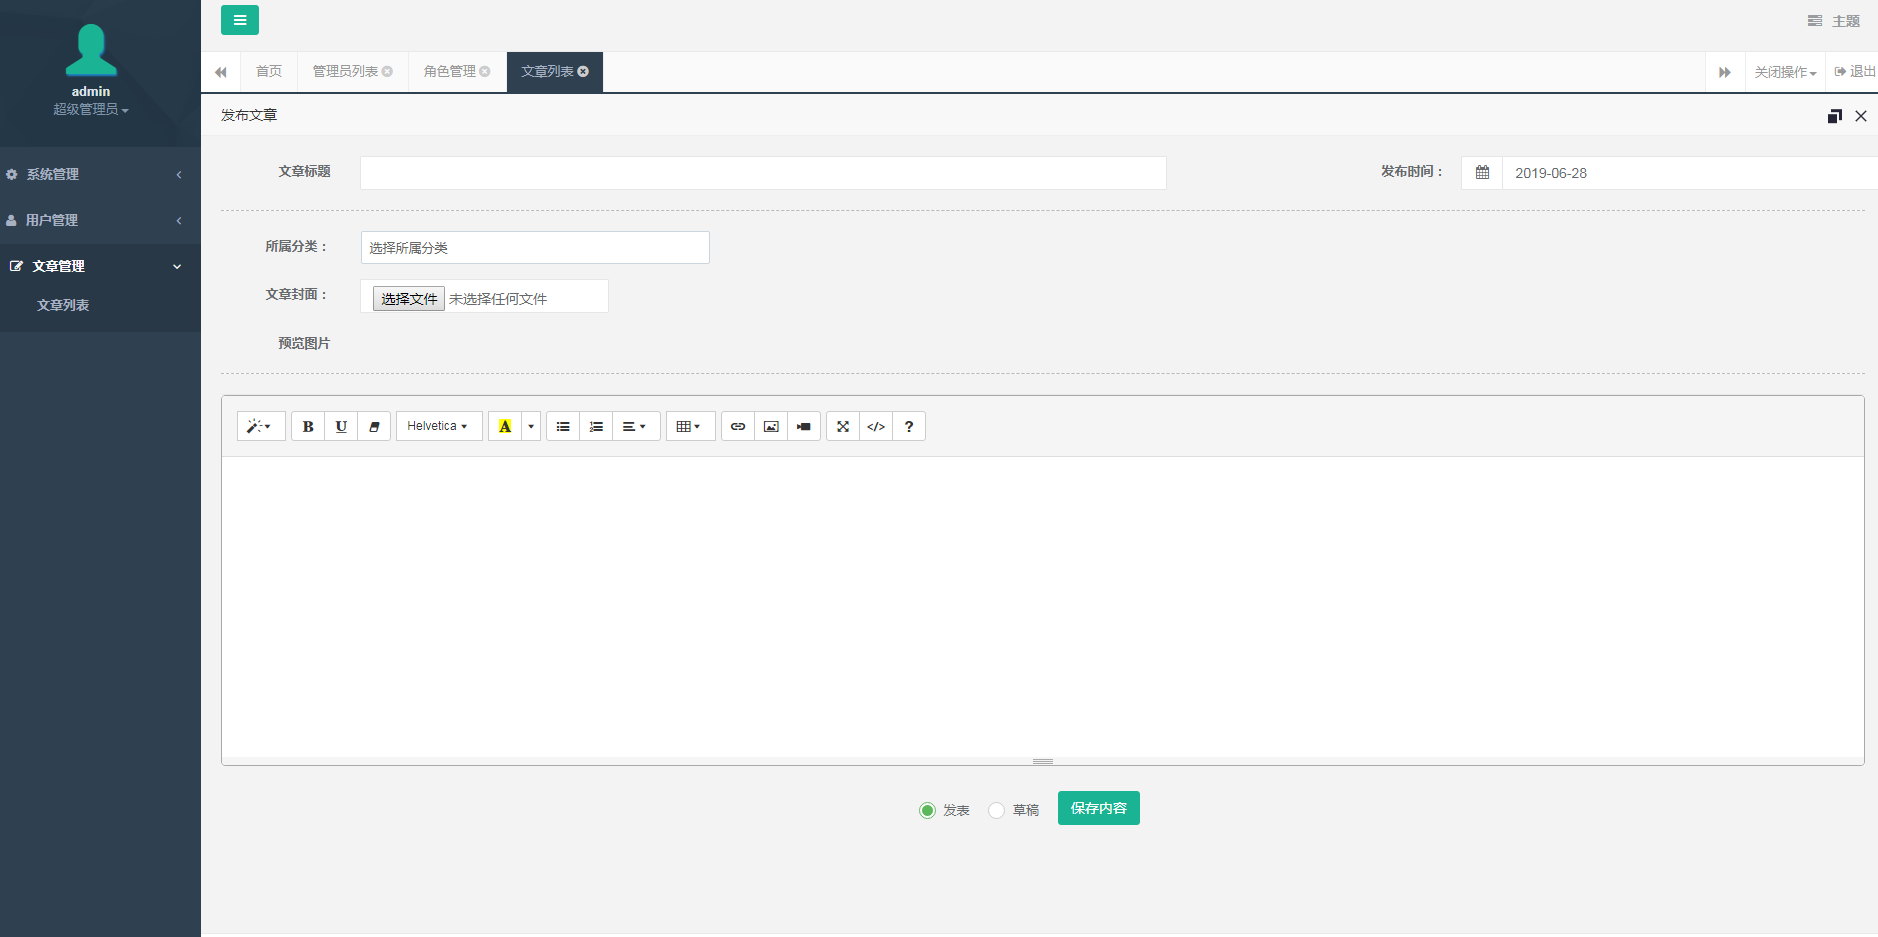 主题
admin
超级管理员
首页
管理员列表
角色管理
文章列表
关闭操作
退出
系统管理
用户管理
文章管理
文章列表
发布文章
文章标题
发布时间：
2019-06-28
所属分类：
选择所属分类
文章封面：
选择文件 未选择任何文件
预览图片
B U Helvetica A </> ?
发表 草稿 保存内容